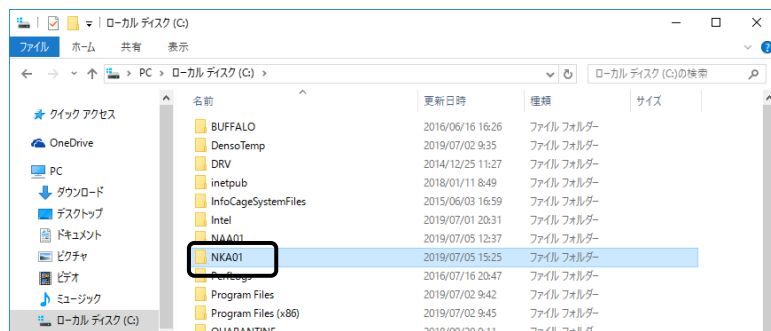 ローカル ディスク (C:)
ファイル ホーム 共有 表示
PC > ローカル ディスク (C:) >
ローカル ディスク (C:)の検索
名前 更新日時 種類 サイズ
クイック アクセス
OneDrive
PC
ダウンロード
デスクトップ
ドキュメント
ピクチャ
ビデオ
ミュージック
ローカル ディスク (C:)
BUFFALO 2016/06/16 16:26 ファイル フォルダー
DensoTemp 2019/07/02 9:35 ファイル フォルダー
DRV 2014/12/25 11:27 ファイル フォルダー
inetpub 2018/01/11 8:49 ファイル フォルダー
InfoCageSystemFiles 2015/06/03 16:59 ファイル フォルダー
Intel 2019/07/01 20:31 ファイル フォルダー
NAA01 2019/07/05 12:37 ファイル フォルダー
NKA01 2019/07/05 15:25 ファイル フォルダー
PerfLogs 2016/07/16 20:47 ファイル フォルダー
Program Files 2019/07/02 9:42 ファイル フォルダー
Program Files (x86) 2019/07/02 9:45 ファイル フォルダー
QUARANTINE ファイル フォルダー